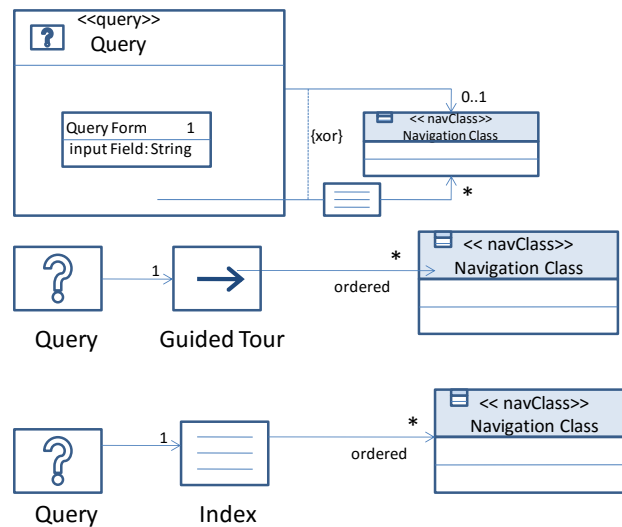 <<query>>
?
Query
0..1
<< navClass>>
Navigation Class
Query Form 1
input Field: String
{xor}
*
?
1
*
ordered
<< navClass>>
Navigation Class
Query
Guided Tour
?
1
*
ordered
<< navClass>>
Navigation Class
Query
Index